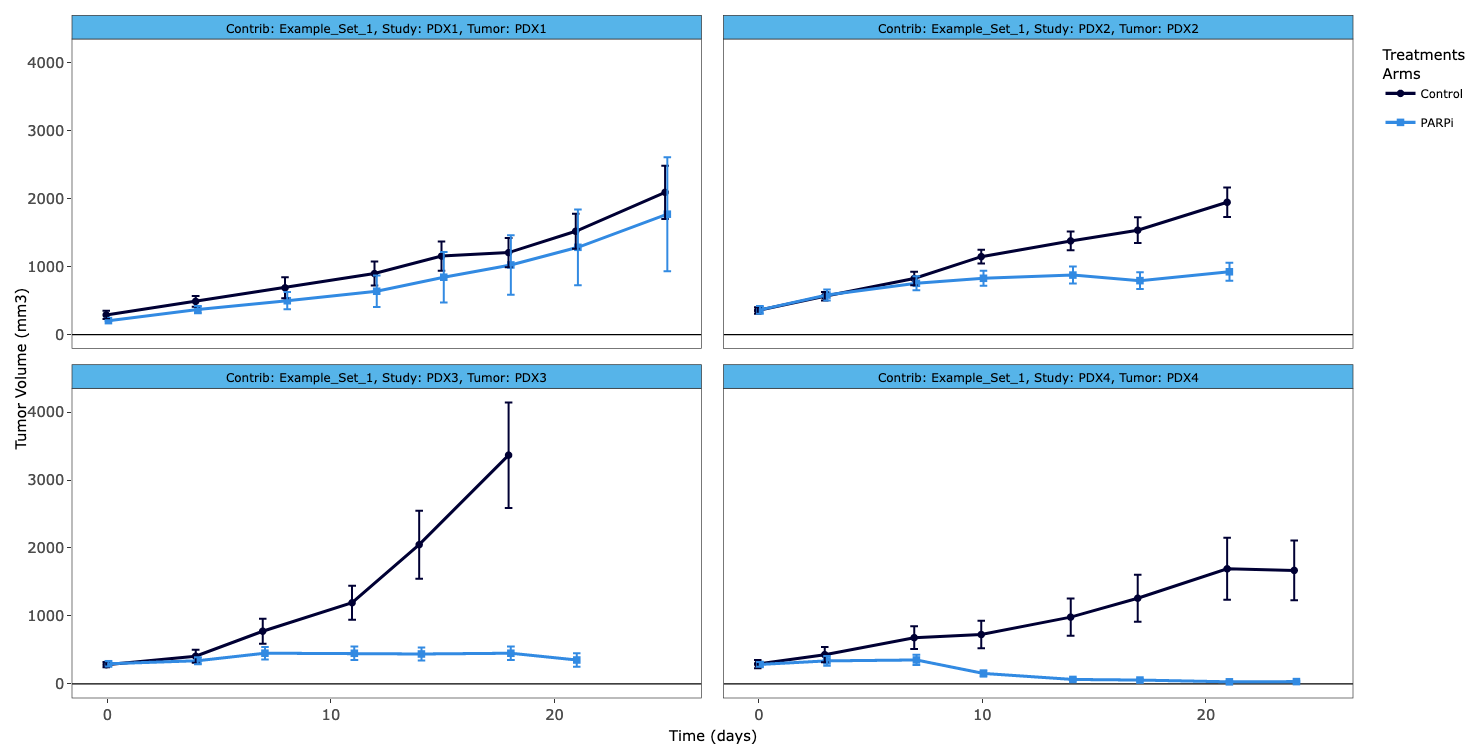 Contrib: Example_Set_1, Study: PDX1, Tumor: PDX1
Contrib: Example_Set_1, Study: PDX2, Tumor: PDX2
4000
3000
2000
1000
0
Treatments
Arms
Control
PARPi
Tumor Volume (mm3)
Contrib: Example_Set_1, Study: PDX3, Tumor: PDX3
Contrib: Example_Set_1, Study: PDX4, Tumor: PDX4
4000
3000
2000
1000
0
0 10 20
0 10 20
Time (days)